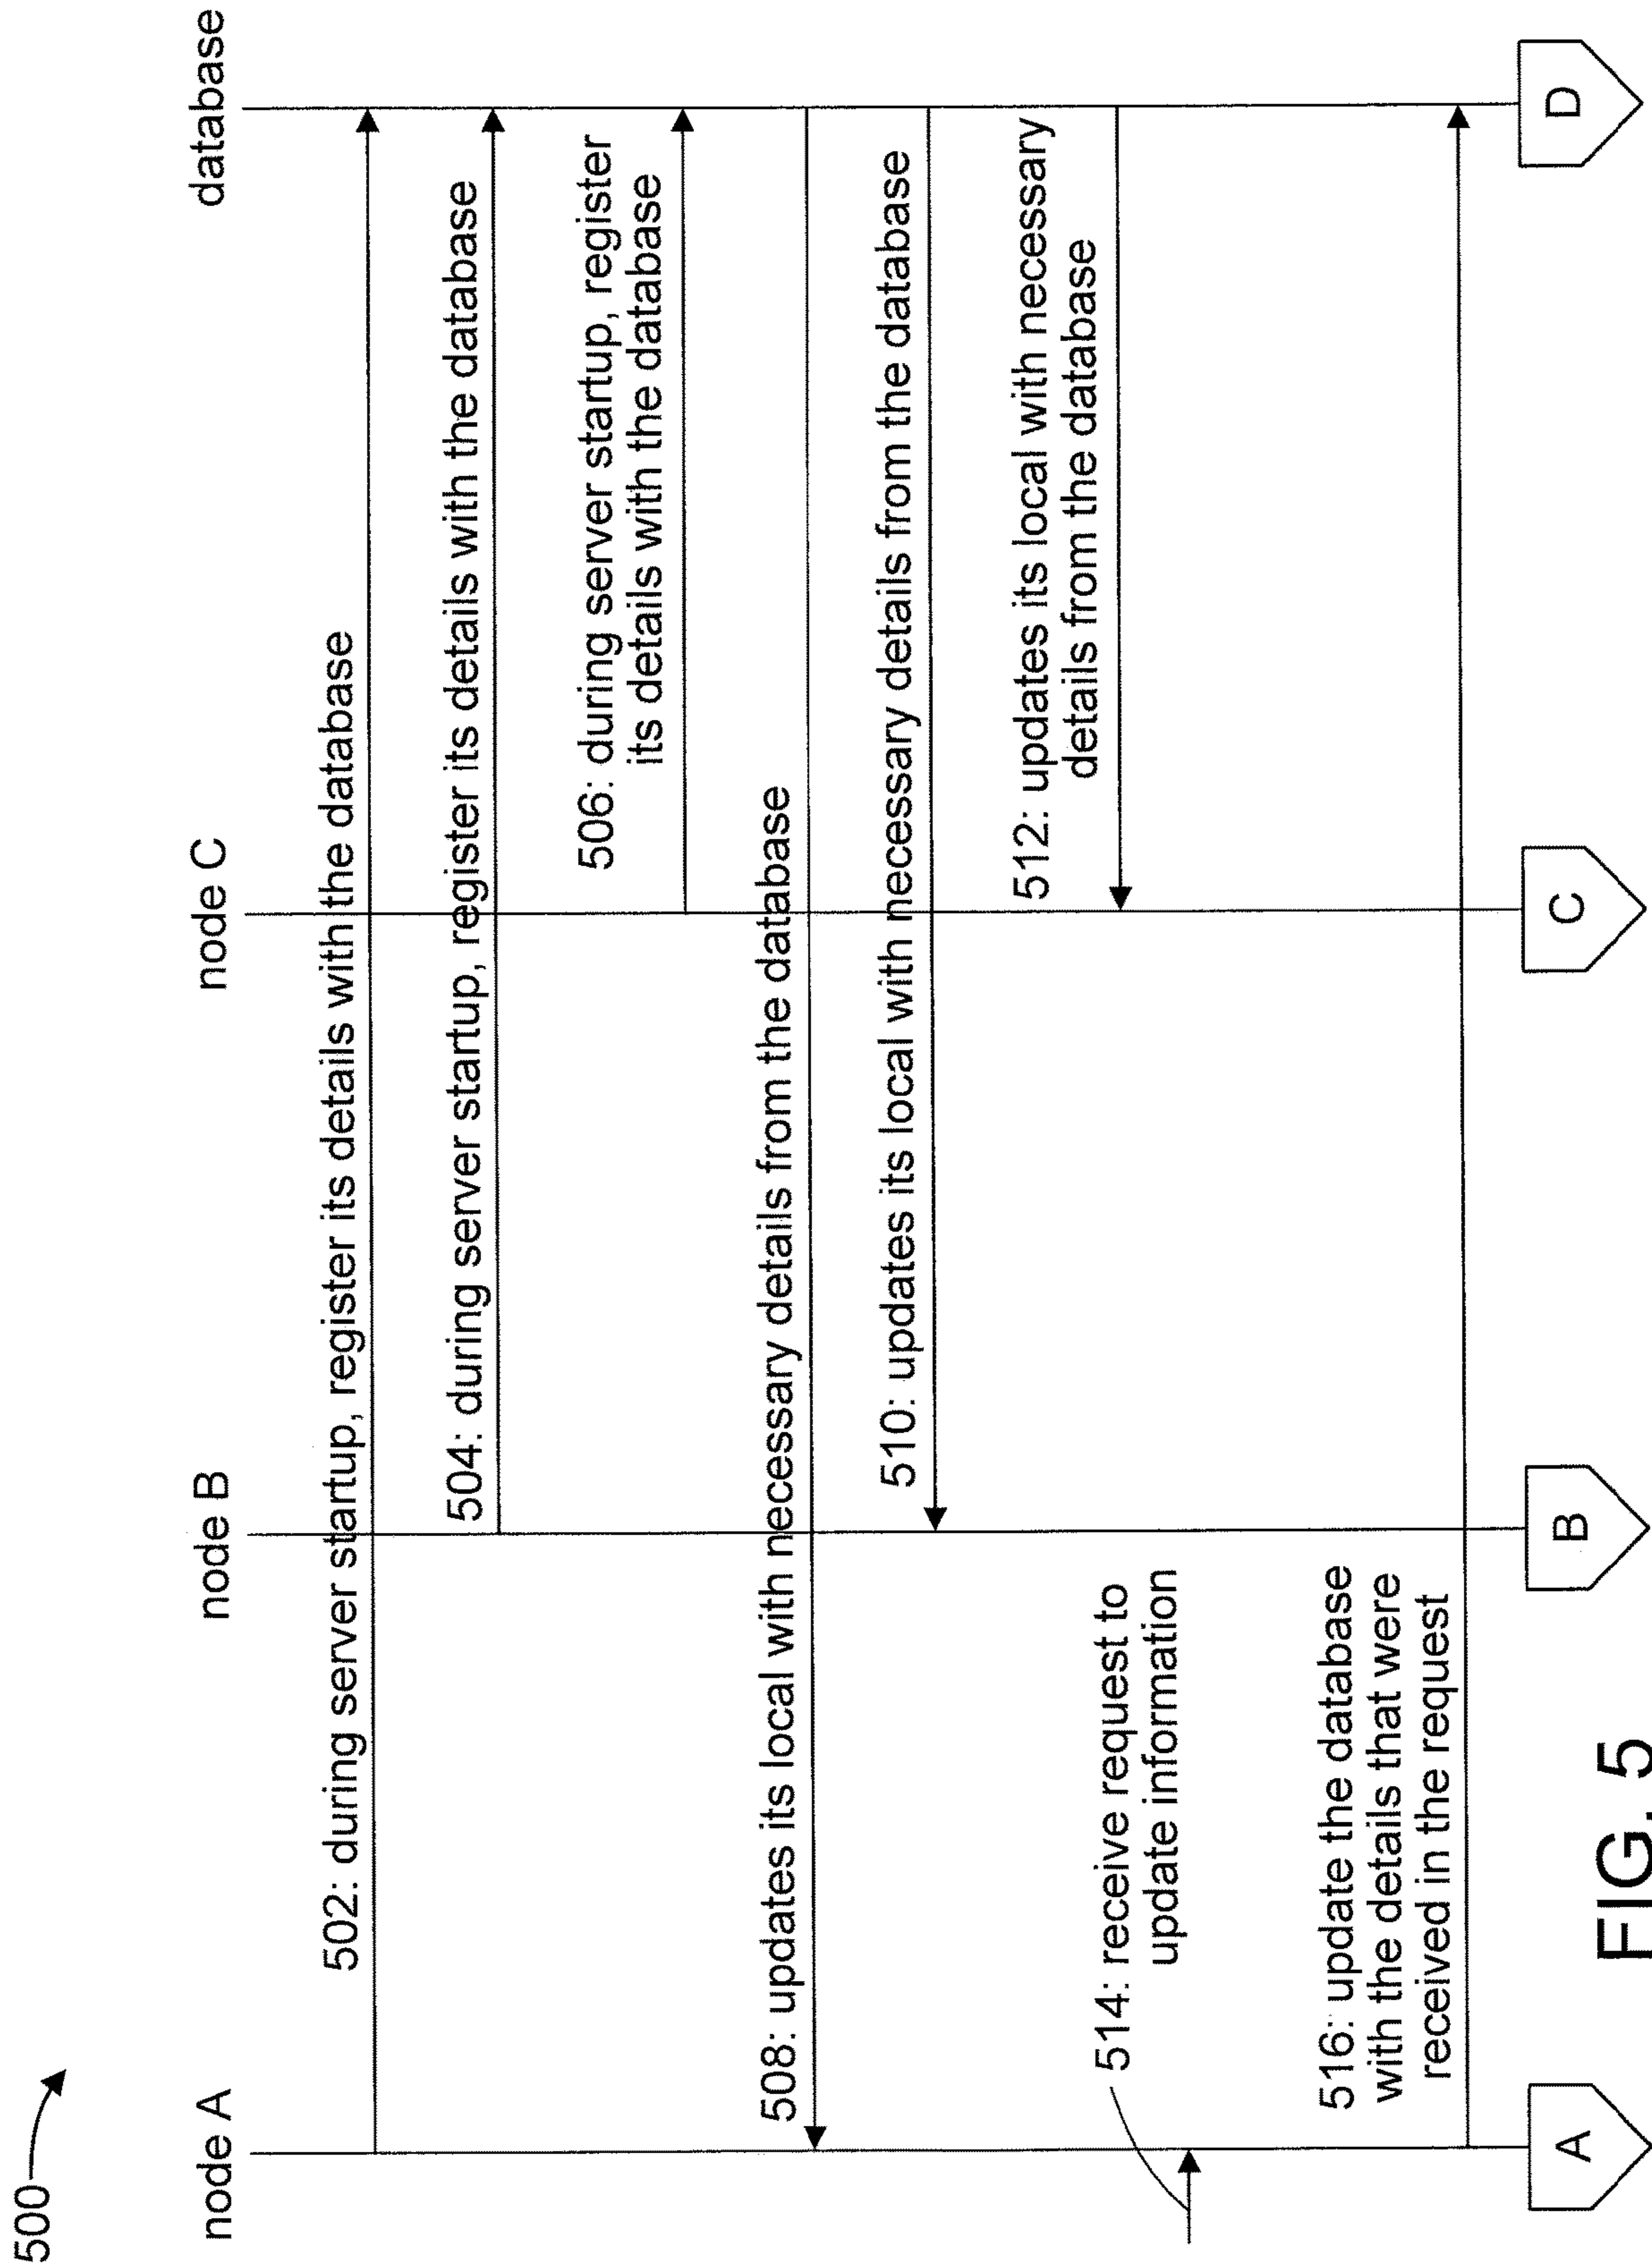 500
node A
node B
node C
database
502: during server startup, register its details with the database
504: during server startup, register its details with the database
506: during server startup, register
its details with the database
508: updates its local with necessary details from the database
510: updates its local with necessary details from the database
512: updates its local with necessary
details from the database
514: receive request to
update information
516: update the database
with the details that were
received in the request
A
B
C
D
FIG. 5